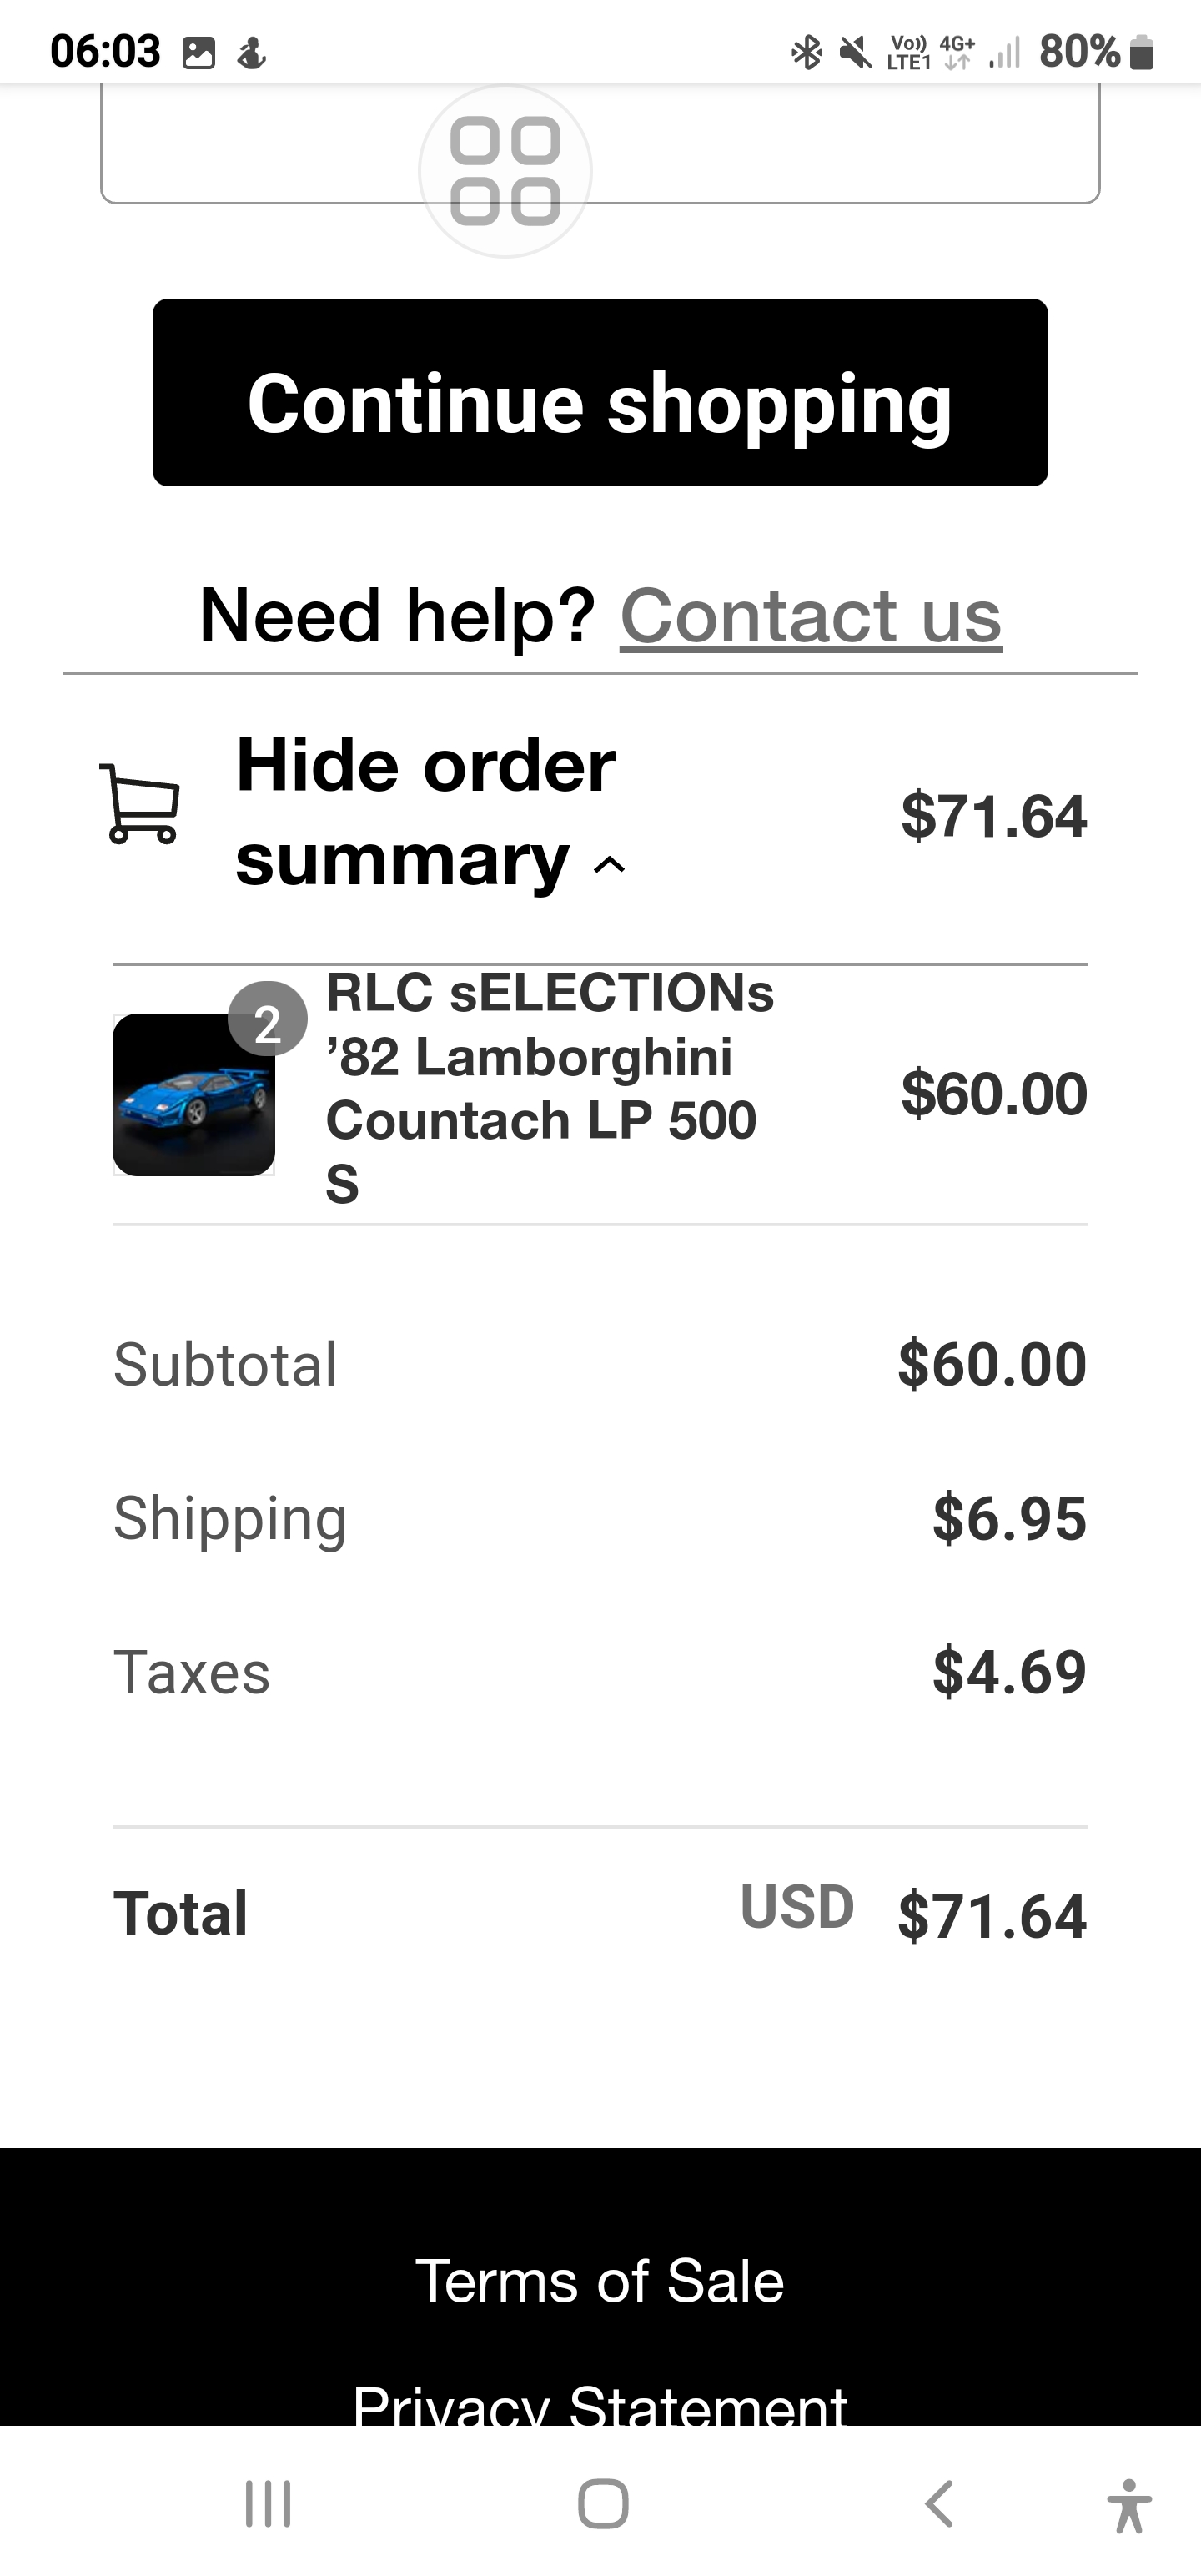 06:03
Vo)) LTE1 4G+ 80%
Continue shopping
Need help? Contact us
Hide order
summary
$71.64
2
RLC sELECTIONs
’82 Lamborghini
Countach LP 500
S
$60.00
Subtotal $60.00
Shipping $6.95
Taxes $4.69
Total USD $71.64
Terms of Sale
Privacy Statement